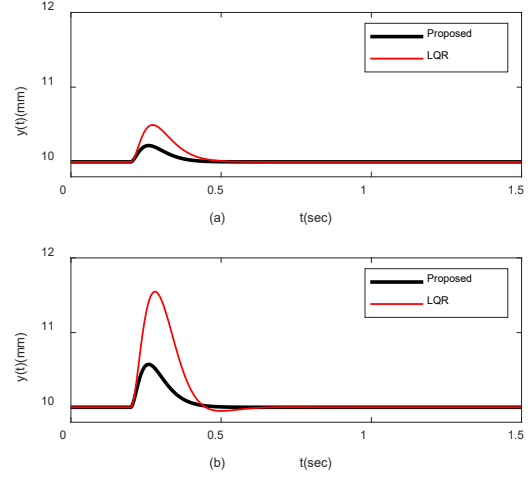 12
Proposed
LQR
11
y(t)(mm)
10
0
0.5
1
1.5
(a)
t(sec)
12
Proposed
LQR
11
y(t)(mm)
10
0
0.5
1
1.5
(b)
t(sec)